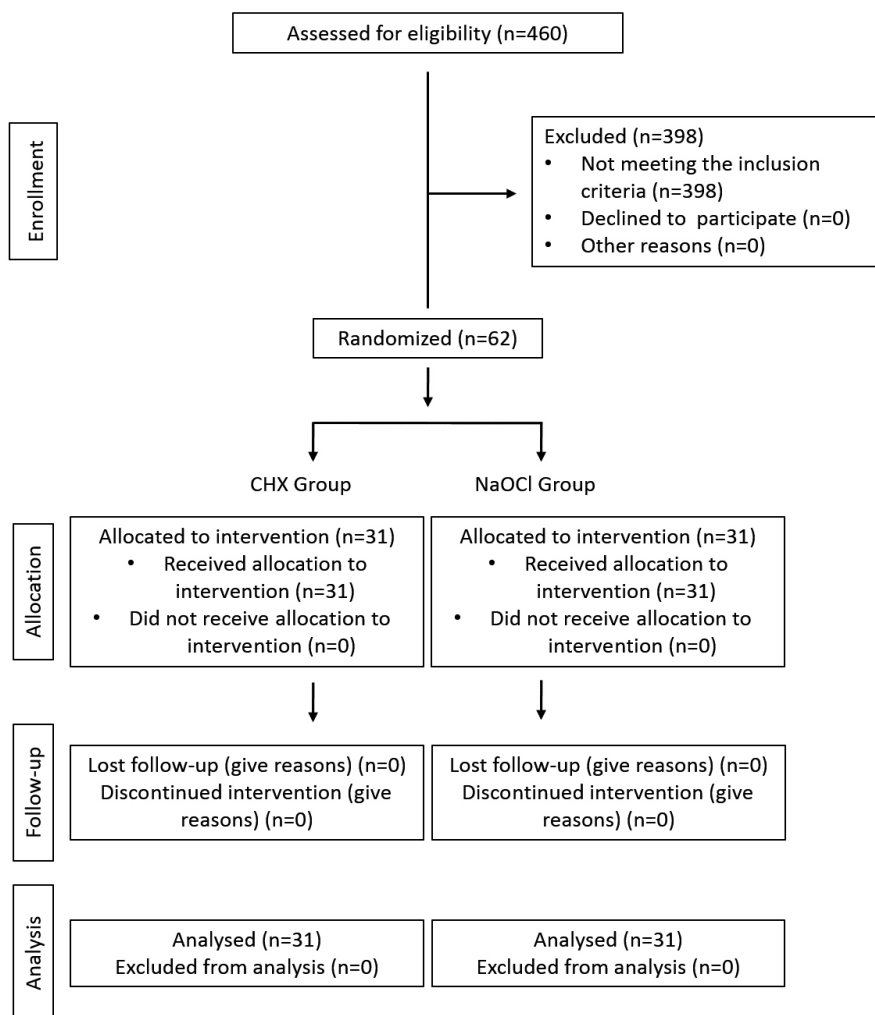 Assessed for eligibility (n=460)
Enrollment
Excluded (n=398)
• Not meeting the inclusion
criteria (n=398)
• Declined to participate (n=0)
• Other reasons (n=0)
Randomized (n=62)
CHX Group
NaOCl Group
Allocation
Allocated to intervention (n=31)
• Received allocation to
intervention (n=31)
• Did not receive allocation to
intervention (n=0)
Allocated to intervention (n=31)
• Received allocation to
intervention (n=31)
• Did not receive allocation to
intervention (n=0)
Follow-up
Lost follow-up (give reasons) (n=0)
Discontinued intervention (give
reasons) (n=0)
Lost follow-up (give reasons) (n=0)
Discontinued intervention (give
reasons) (n=0)
Analysis
Analysed (n=31)
Excluded from analysis (n=0)
Analysed (n=31)
Excluded from analysis (n=0)